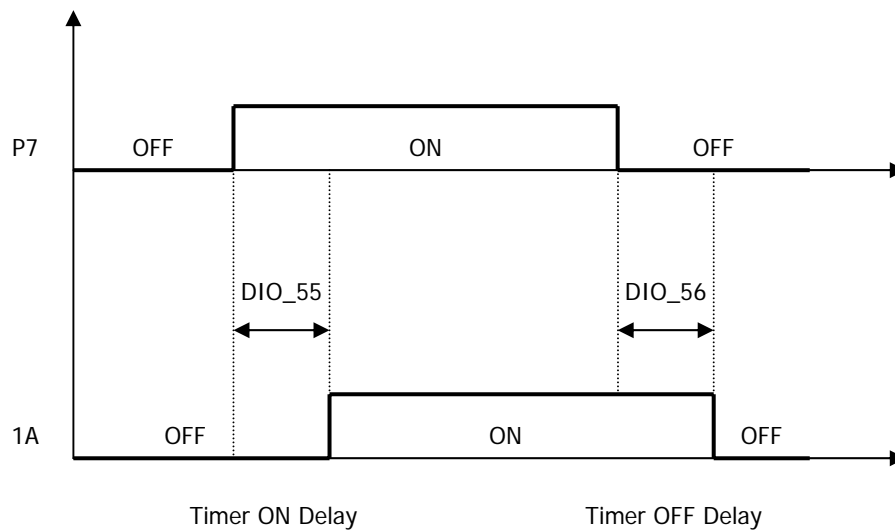 P7 OFF ON OFF
DIO_55 DIO_56
1A OFF ON OFF
Timer ON Delay Timer OFF Delay